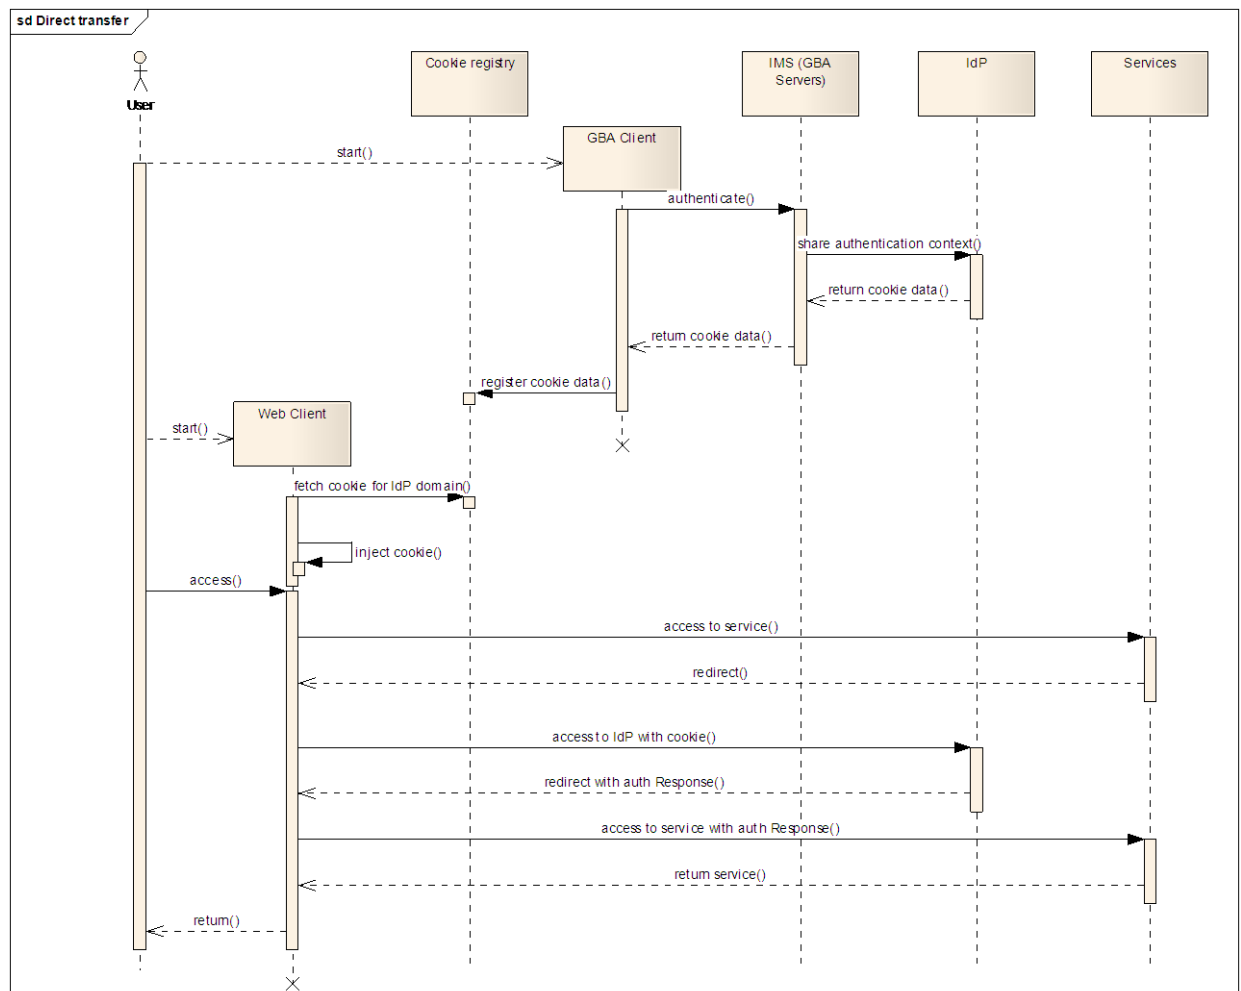 sd Direct transfer
User
Cookie registry
IMS (GBA
Servers)
IdP
Services
GBA Client
start()
authenticate()
share authentication context()
return cookie data()
return cookie data()
register cookie data()
Web Client
start()
fetch cookie for IdP domain()
inject cookie()
access()
access to service()
redirect()
access to IdP with cookie()
redirect with auth Response()
access to service with auth Response()
return service()
return()